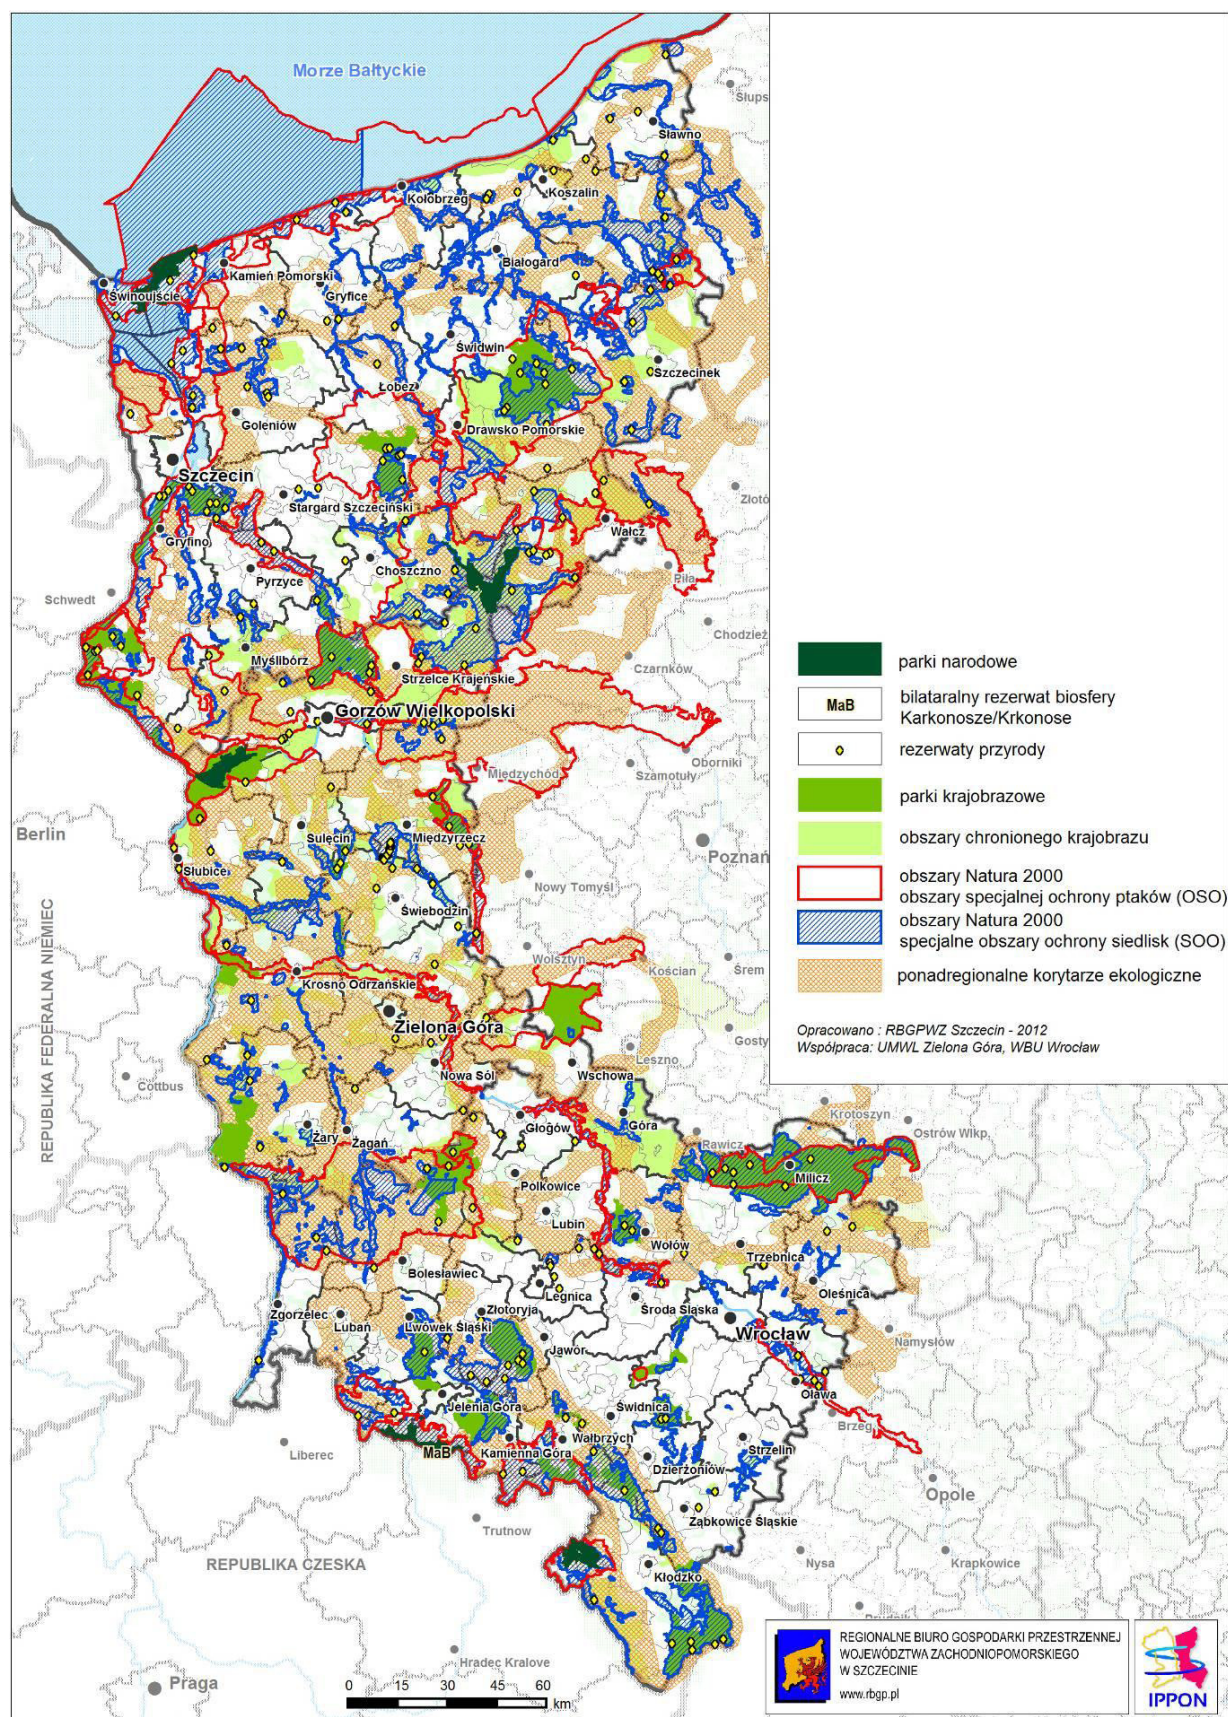 Morze Bałtyckie
Słups
Sławno
Koszalin
Kołobrzeg
Białogard
Kamień Pomorski
Świnoujście
Gryfice
Świdwin
Szczecinek
Łobez
Goleniów
Drawsko Pomorskie
Szczecin
Stargard Szczeciński
Złotó
Wałcz
Gryfino
Choszczno
Piła
Pyrzyce
Schwedt
Chodzież
Myślibórz
Czarnków
Strzelce Krajeńskie
Gorzów Wielkopolski
Oborniki
Międzychód
Szamotuły
Berlin
Sulęcin
Międzyrzecz
Poznań
Słubice
Nowy Tomyśl
Świebodzin
REPUBLIKA FEDERALNA NIEMIEC
Wolsztyn
Kościan
Śrem
Krosno Odrzańskie
Zielona Góra
Gosty
Leszno
Nowa Sól
Wschowa
Cottbus
Krotoszyn
Głogów
Góra
Rawicz
Ostrów Wlkp.
Żary
Żagań
Milicz
Polkowice
Lubin
Wołów
Trzebnica
Bolesławiec
Legnica
Oleśnica
Środa Śląska
Zgorzelec
Lubań
Lwówek Śląski
Złotoryja
Wrocław
Namysłów
Jawór
Oława
Jelenia Góra
Świdnica
Brzeg
MaB
Kamienna Góra
Wałbrzych
Strzelin
Liberec
Dzierżoniów
Opole
Ząbkowice Śląskie
Trutnow
Nysa
Krapkowice
REPUBLIKA CZESKA
Kłodzko
Prudnik
Hradec Kralove
Praga
0 15 30 45 60
km
parki narodowe
MaB
bilataralny rezerwat biosfery
Karkonosze/Krkonose
rezerwaty przyrody
parki krajobrazowe
obszary chronionego krajobrazu
obszary Natura 2000
obszary specjalnej ochrony ptaków (OSO)
obszary Natura 2000
specjalne obszary ochrony siedlisk (SOO)
ponadregionalne korytarze ekologiczne
Opracowano : RBGPWZ Szczecin - 2012
Współpraca: UMWL Zielona Góra, WBU Wrocław
REGIONALNE BIURO GOSPODARKI PRZESTRZENNEJ
WOJEWÓDZTWA ZACHODNIOPOMORSKIEGO
W SZCZECINIE
www.rbgp.pl
IPPON